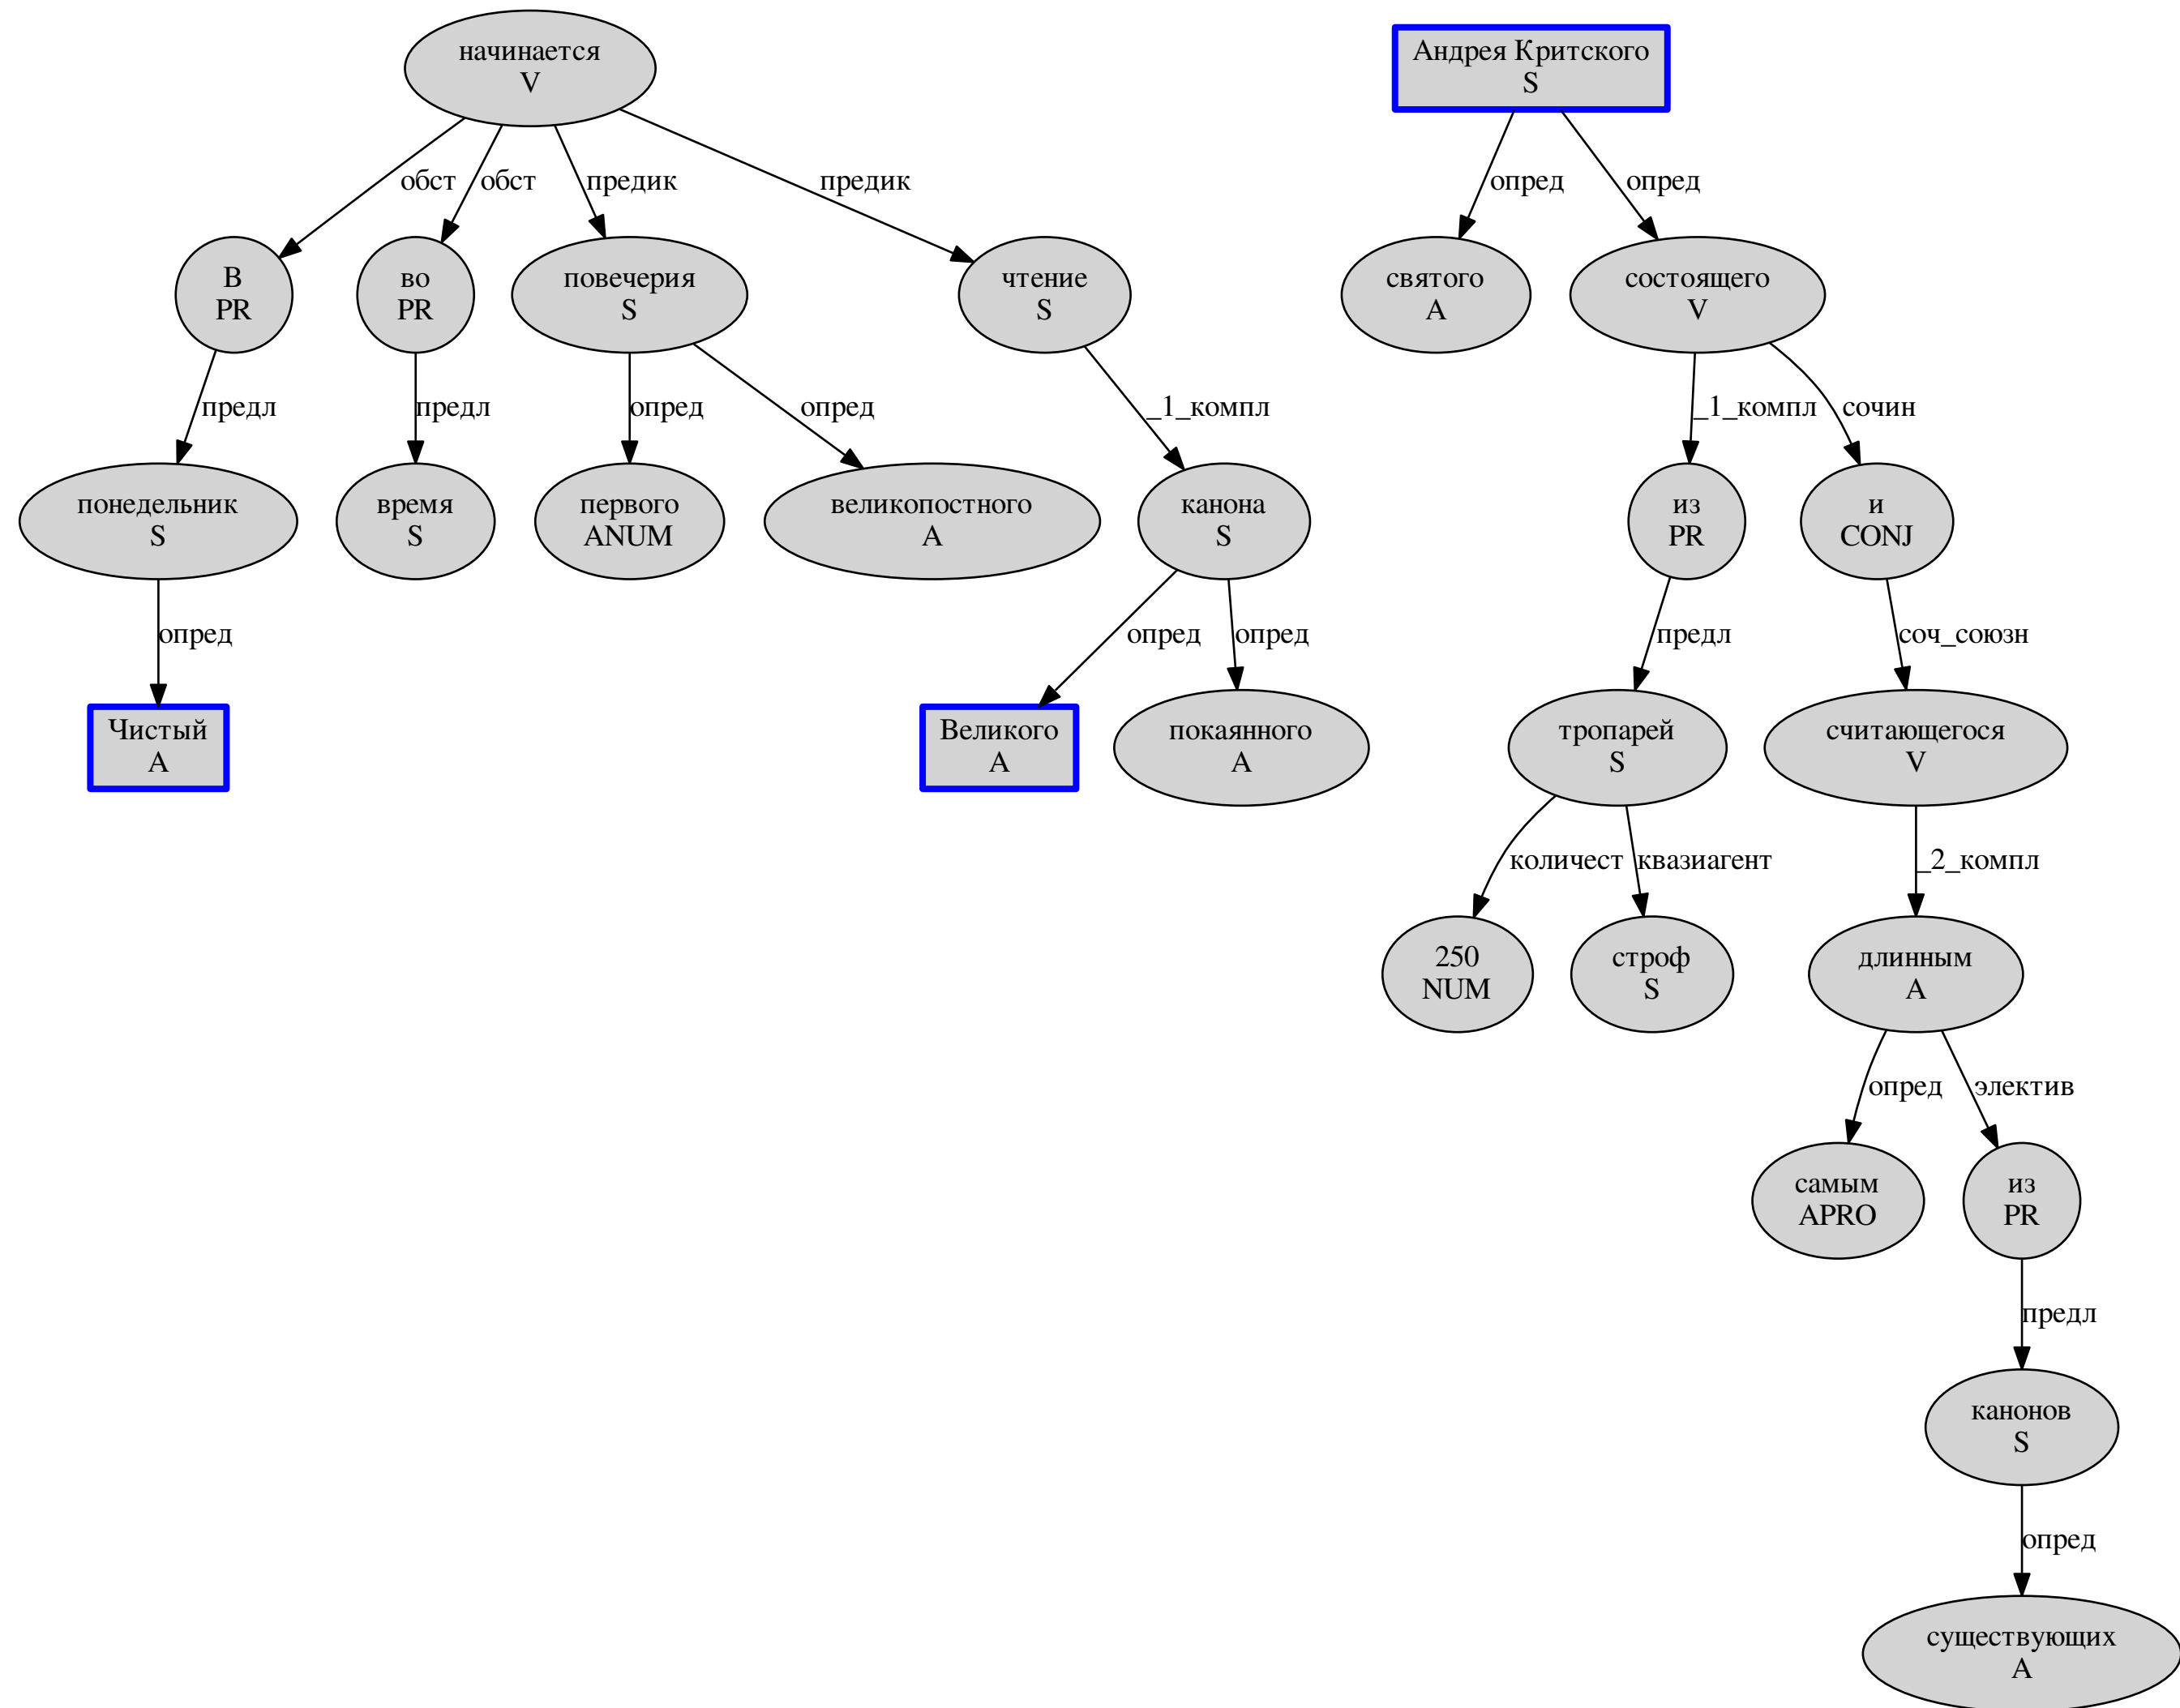 начинается
V
Андрея Критского
S
обст
обст
предик
предик
опред
опред
В
PR
во
PR
повечерия
S
чтение
S
святого
A
состоящего
V
предл
предл
опред
опред
_1_компл
_1_компл
сочин
понедельник
S
время
S
первого
ANUM
великопостного
A
канона
S
из
PR
и
CONJ
опред
опред
опред
предл
соч_союзн
Чистый
A
Великого
A
покаянного
A
тропарей
S
считающегося
V
количест
квазиагент
_2_компл
250
NUM
строф
S
длинным
A
опред
электив
самым
APRO
из
PR
предл
канонов
S
опред
существующих
A